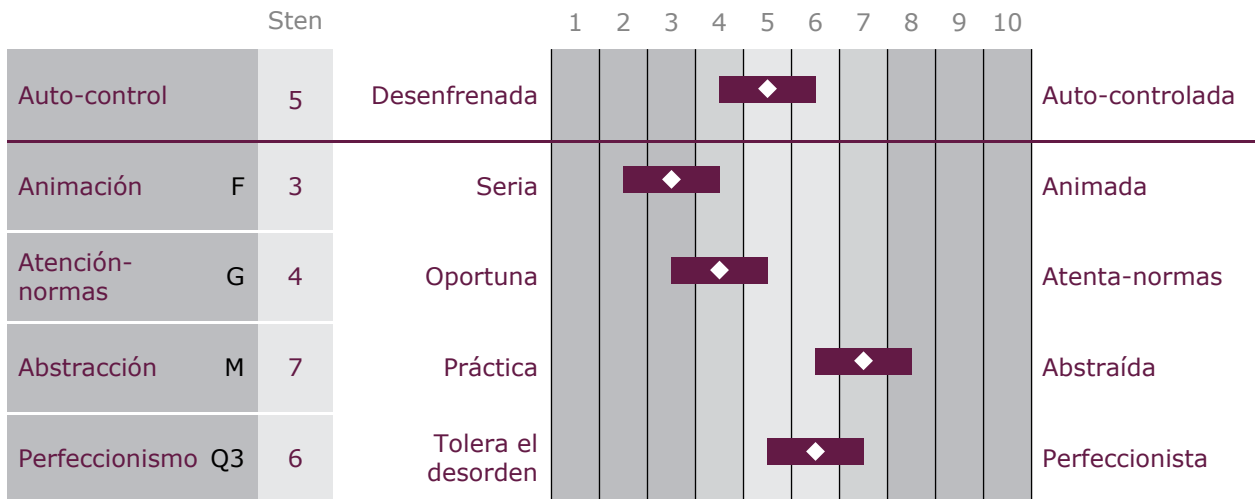 Sten 1 2 3 4 5 6 7 8 9 10
Auto-control 5 Desenfrenada Auto-controlada
Animación F 3 Seria Animada
Atención-
normas G 4 Oportuna Atenta-normas
Abstracción M 7 Práctica Abstraída
Perfeccionismo Q3 6 Tolera el
desorden Perfeccionista